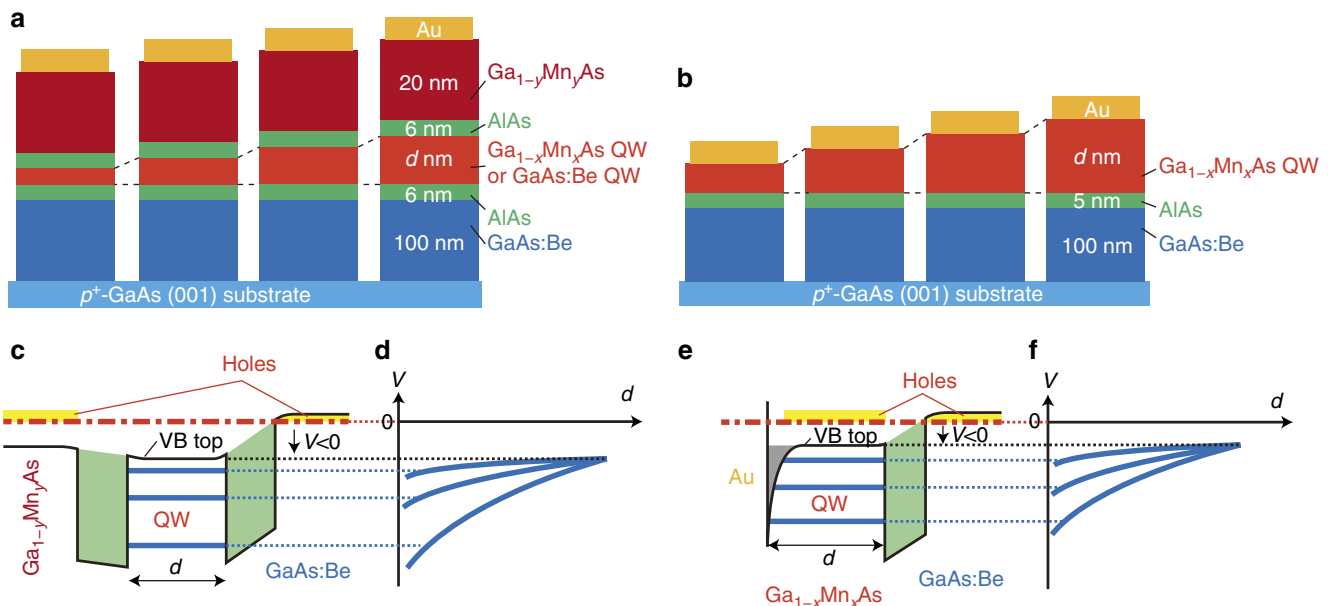 a
Au
20 nm
Ga1−yMnyAs
6 nm
AlAs
d nm
Ga1−xMnxAs QW
or GaAs:Be QW
6 nm
AlAs
100 nm
GaAs:Be
p+-GaAs (001) substrate
b
Au
d nm
Ga1−xMnxAs QW
5 nm
AlAs
100 nm
GaAs:Be
p+-GaAs (001) substrate
c
Holes
VB top
V<0
Ga1−yMnyAs
QW
d
GaAs:Be
d
V
d
0
e
Holes
VB top
V<0
Au
QW
d
GaAs:Be
Ga1−xMnxAs
f
V
d
0